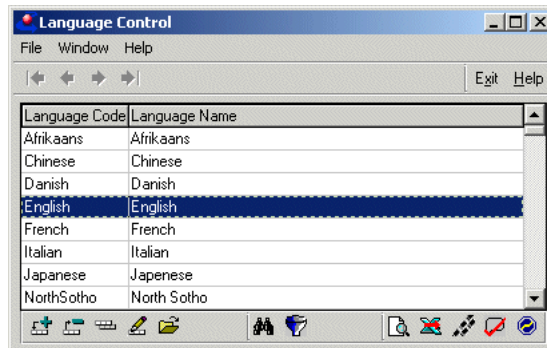 Language Control
File Window Help
Exit Help
Language Code Language Name
Afrikaans Afrikaans
Chinese Chinese
Danish Danish
English English
French French
Italian Italian
Japanese Japenese
NorthSotho North Sotho